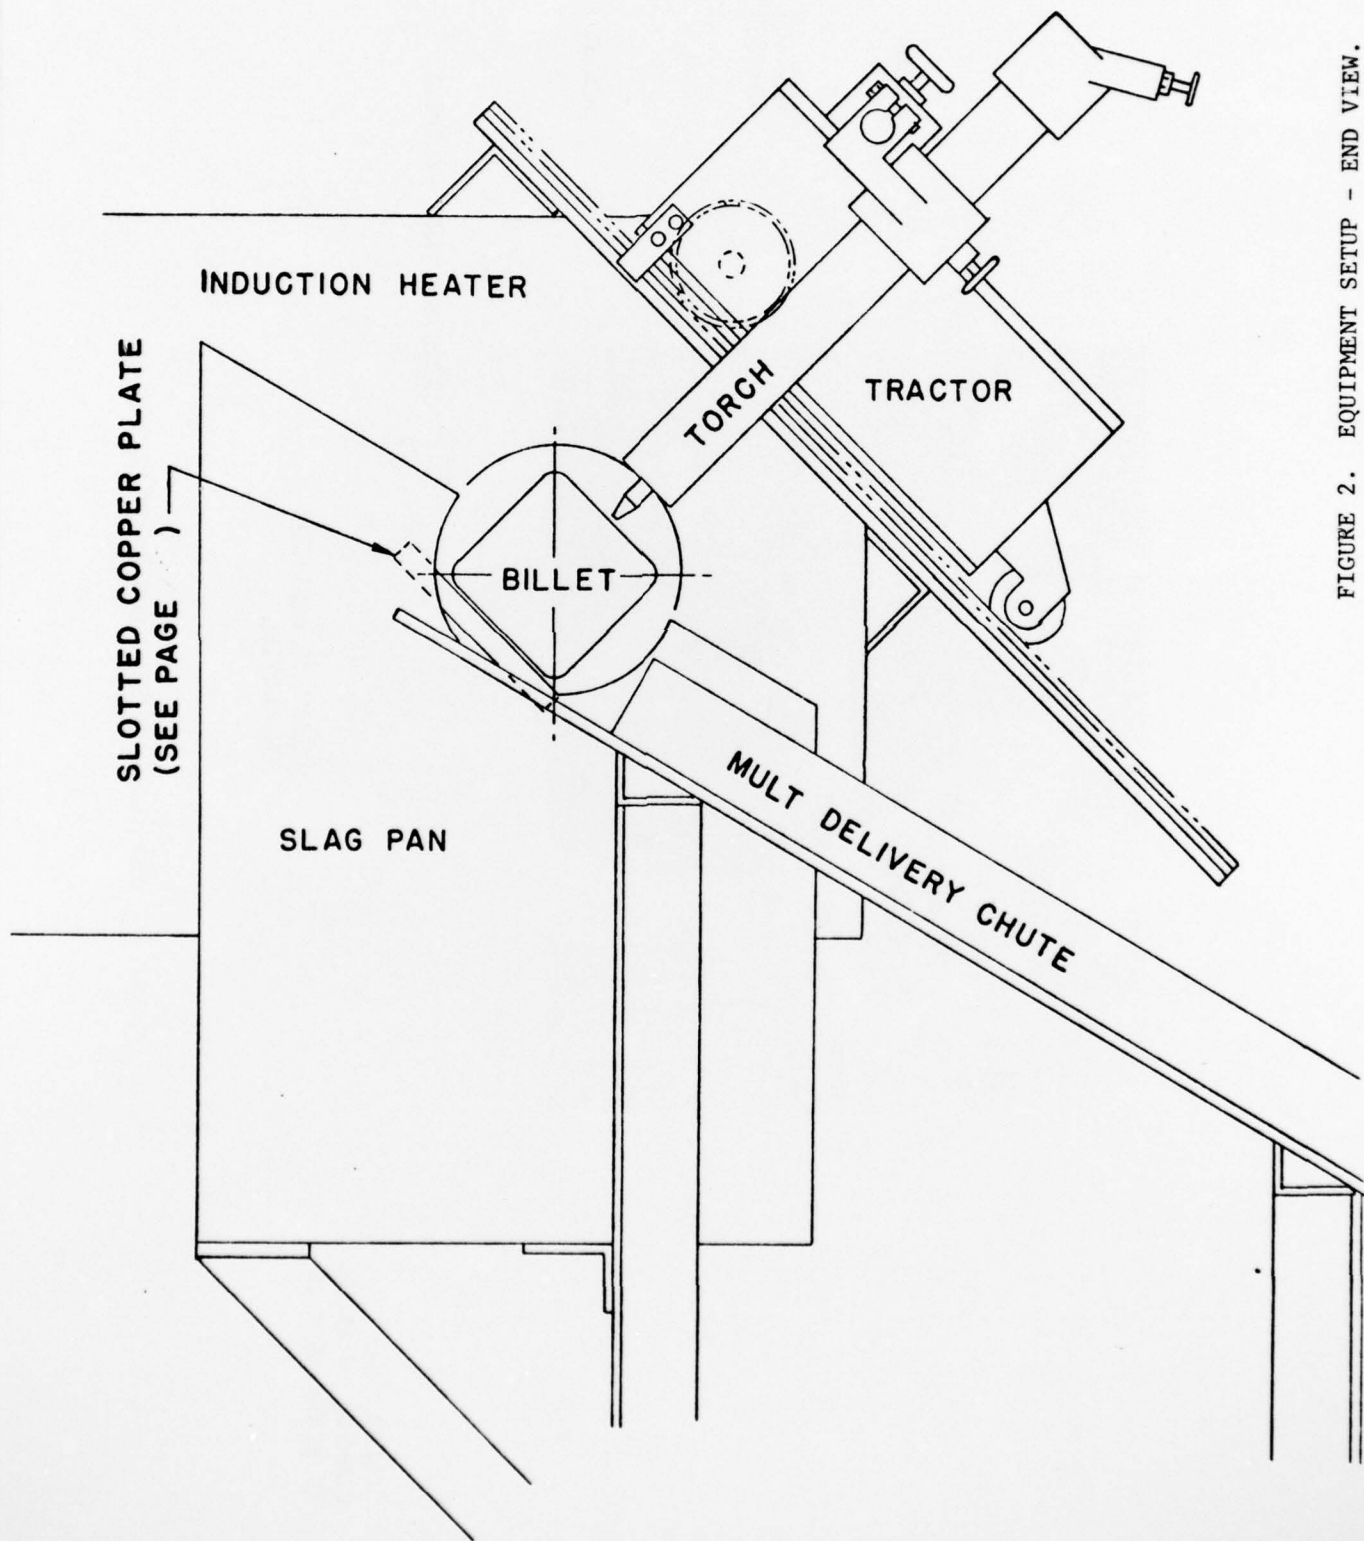 INDUCTION HEATER
SLOTTED COPPER PLATE
(SEE PAGE   )
TORCH
TRACTOR
BILLET
MULT DELIVERY CHUTE
SLAG PAN
FIGURE 2. EQUIPMENT SETUP - END VIEW.